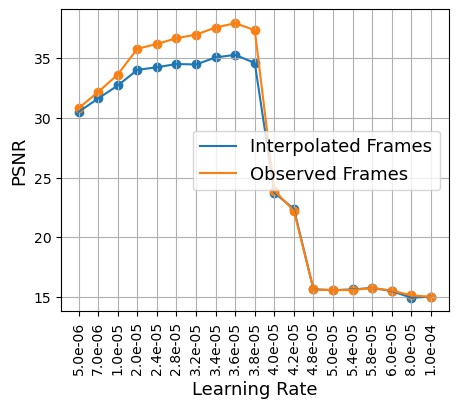 35
30
25
20
15
PSNR
Interpolated Frames
Observed Frames
5.0e-06
7.0e-06
1.0e-05
2.0e-05
2.4e-05
2.8e-05
3.2e-05
3.4e-05
3.6e-05
3.8e-05
4.0e-05
4.2e-05
4.8e-05
5.0e-05
5.4e-05
5.8e-05
6.0e-05
8.0e-05
1.0e-04
Learning Rate